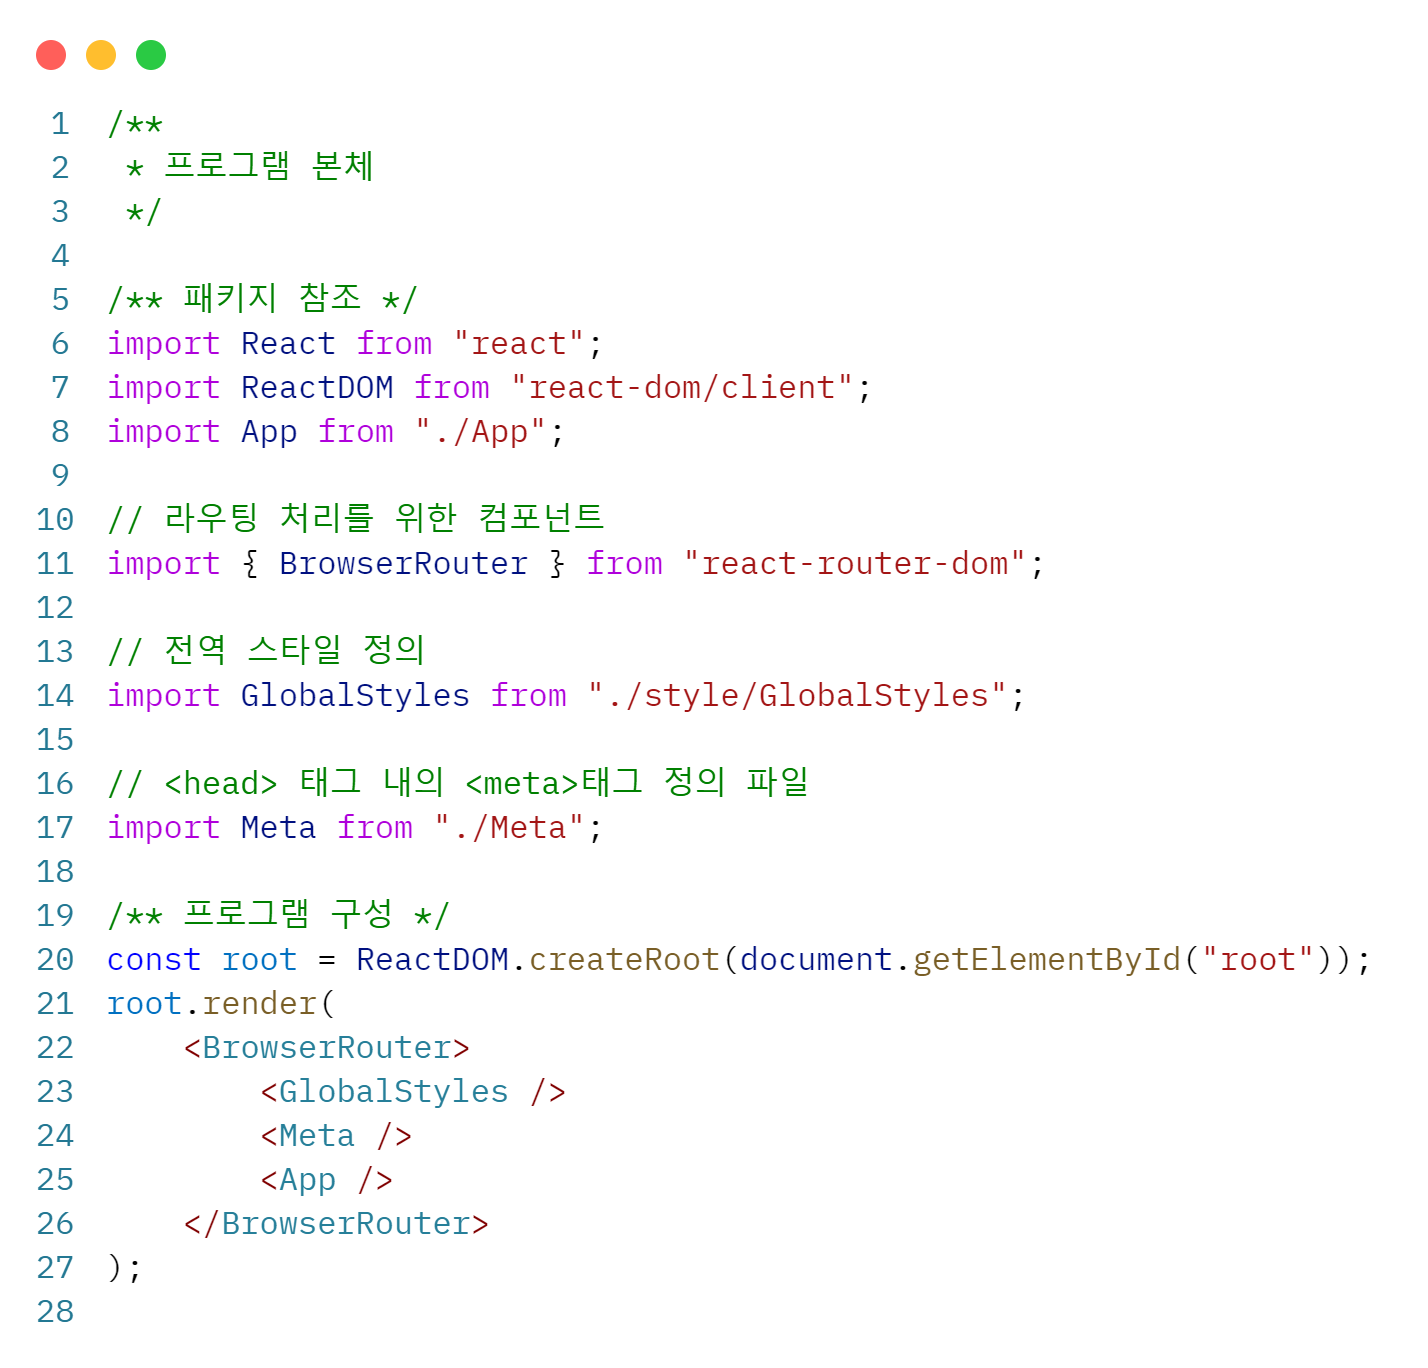 1 /**
2  * 프로그램 본체
3  */
4
5 /** 패키지 참조 */
6 import React from "react";
7 import ReactDOM from "react-dom/client";
8 import App from "./App";
9
10 // 라우팅 처리를 위한 컴포넌트
11 import { BrowserRouter } from "react-router-dom";
12
13 // 전역 스타일 정의
14 import GlobalStyles from "./style/GlobalStyles";
15
16 // <head> 태그 내의 <meta>태그 정의 파일
17 import Meta from "./Meta";
18
19 /** 프로그램 구성 */
20 const root = ReactDOM.createRoot(document.getElementById("root"));
21 root.render(
22     <BrowserRouter>
23         <GlobalStyles />
24         <Meta />
25         <App />
26     </BrowserRouter>
27 );
28